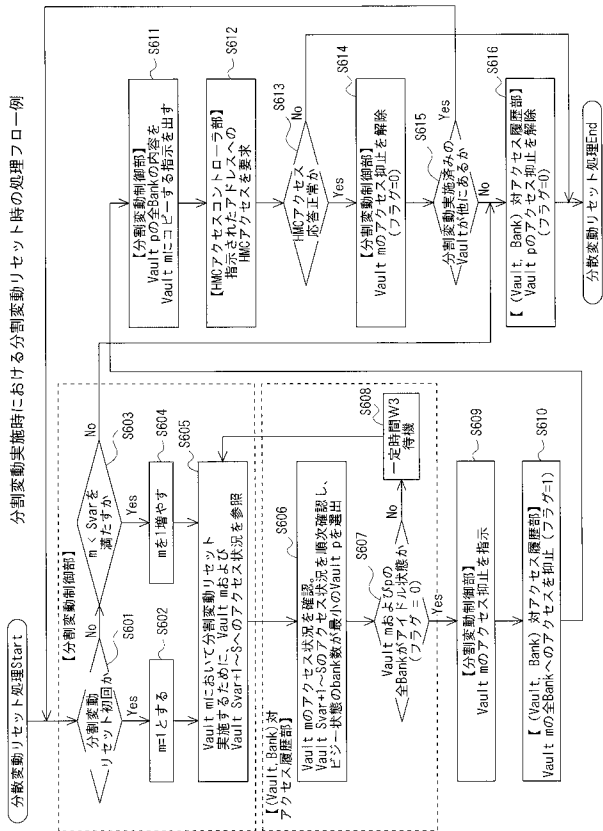 分割変動実施時における分割変動リセット時の処理フロー例
分散変動リセット処理Start
【分割変動制御部】
分割変動
リセット初回か
S601
Yes
No
m=1とする
S602
m < Svarを
満たすか
S603
No
Yes
mを1増やす
S604
S605
Vault mにおいて分割変動リセット
実施するために、Vault mおよび
Vault Svar+1~Sへのアクセス状況を参照
【(Vault,Bank)対
アクセス履歴部】
S606
Vault mのアクセス状況を確認。
Vault Svar+1~Sのアクセス状況を順次確認し、
ビジー状態のbank数が最小のVault pを選出
S607
Vault mおよびpの
全Bankがアイドル状態か
(フラグ = 0)
No
Yes
S608
一定時間W3
待機
S609
【分割変動制御部】
Vault mのアクセス抑止を指示
S610
【 (Vault, Bank) 対アクセス履歴部】
Vault mの全Bankへのアクセスを抑止 (フラグ=1)
S611
【分割変動制御部】
Vault pの全Bankの内容を
Vault mにコピーする指示を出す
S612
【HMCアクセスコントローラ部】
指示されたアドレスへの
HMCアクセスを要求
S613
HMCアクセス
応答正常か
No
Yes
S614
【分割変動制御部】
Vault mのアクセス抑止を解除
(フラグ=0)
S615
分割変動実施済みの
Vaultが他にあるか
Yes
No
S616
【 (Vault, Bank) 対アクセス履歴部】
Vault pのアクセス抑止を解除
(フラグ=0)
分散変動リセット処理End